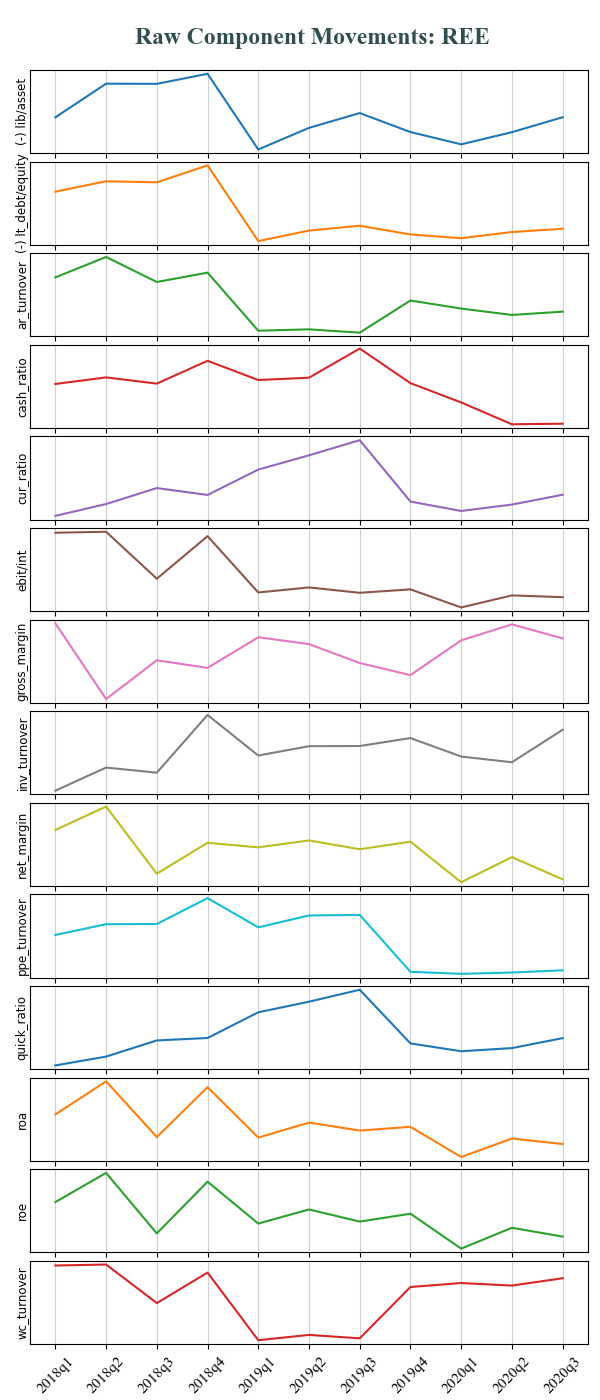 Raw Component Movements: REE
(-) lib/asset
(-) lt_debt/equity
ar_turnover
cash_ratio
cur_ratio
ebit/int
gross_margin
inv_turnover
net_margin
ppe_turnover
quick_ratio
roa
roe
wc_turnover
2018q1 2018q2 2018q3 2018q4 2019q1 2019q2 2019q3 2019q4 2020q1 2020q2 2020q3